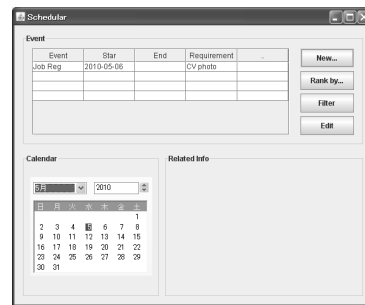 Schedular
Event
Event Star End Requirement .
Job Reg 2010-05-06 CV photo
New...
Rank by...
Filter
Edit
Calendar
5月 2010
日 月 火 水 木 金 土
1
2 3 4 5 6 7 8
9 10 11 12 13 14 15
16 17 18 19 20 21 22
23 24 25 26 27 28 29
30 31
Related Info